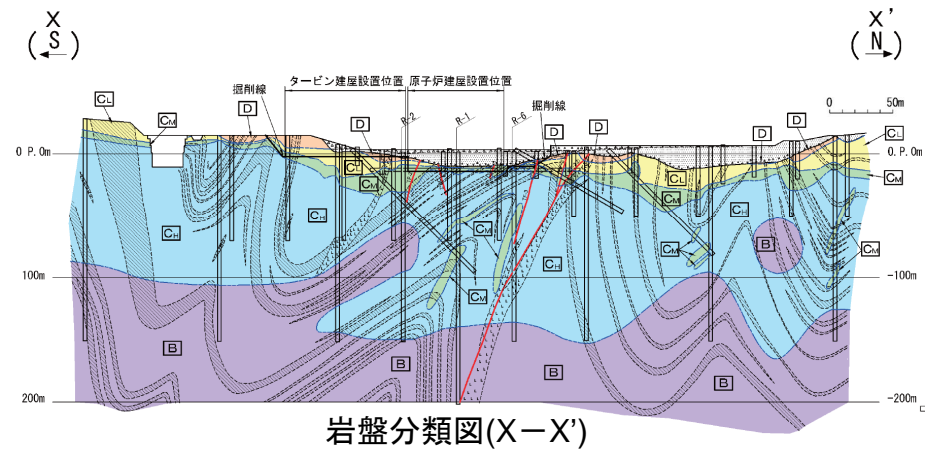 X
(S)
X'
(N)
タービン建屋設置位置
原子炉建屋設置位置
掘削線
掘削線
0
50m
R-2
R-1
R-6
CL
CM
D
D
D
D
D
D
0 P.0m
0.P.0m
CL
CM
CL
CM
CL
CM
CH
CM
CH
CH
CM
CM
CM
B
100m
-100m
B
B
B
B
200m
-200m
岩盤分類図(X－X’)